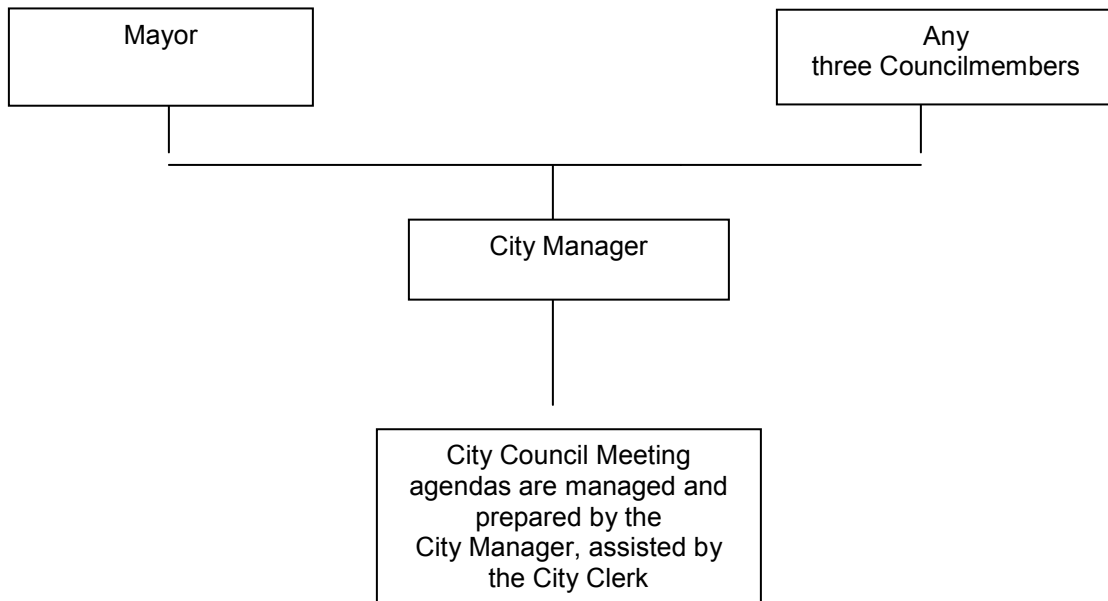 Mayor
Any
three Councilmembers
City Manager
City Council Meeting
agendas are managed and
prepared by the
City Manager, assisted by
the City Clerk